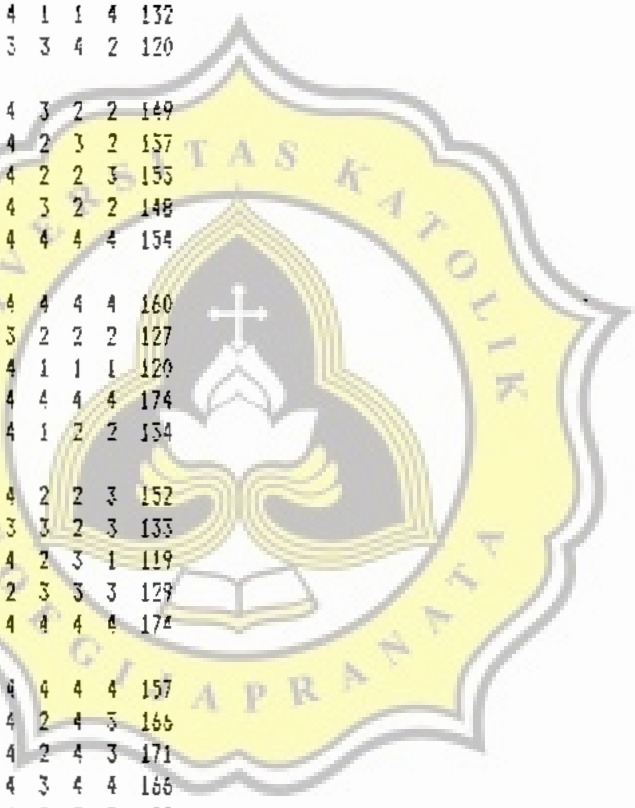 4 1 1 4 132
3 3 4 2 120
4 3 2 2 149
4 2 3 2 137
4 2 2 3
4 3 2 2 148
4 4 4 4 154
4 4 4 4 160
3 2 2 2 127
4 1 1 1 120
4 4 4 4 174
4 1 2 2 134
4 2 2 3 152
3 3 2 3 133
4 2 3 1 119
2 3 3 3 129
4 4 4 4 174
4 4 4 4 157
4 2 4 3
4 2 4 3 171
4 3 4 4 166
VERSITAS KATOLIK
OEGIJAPRANATA